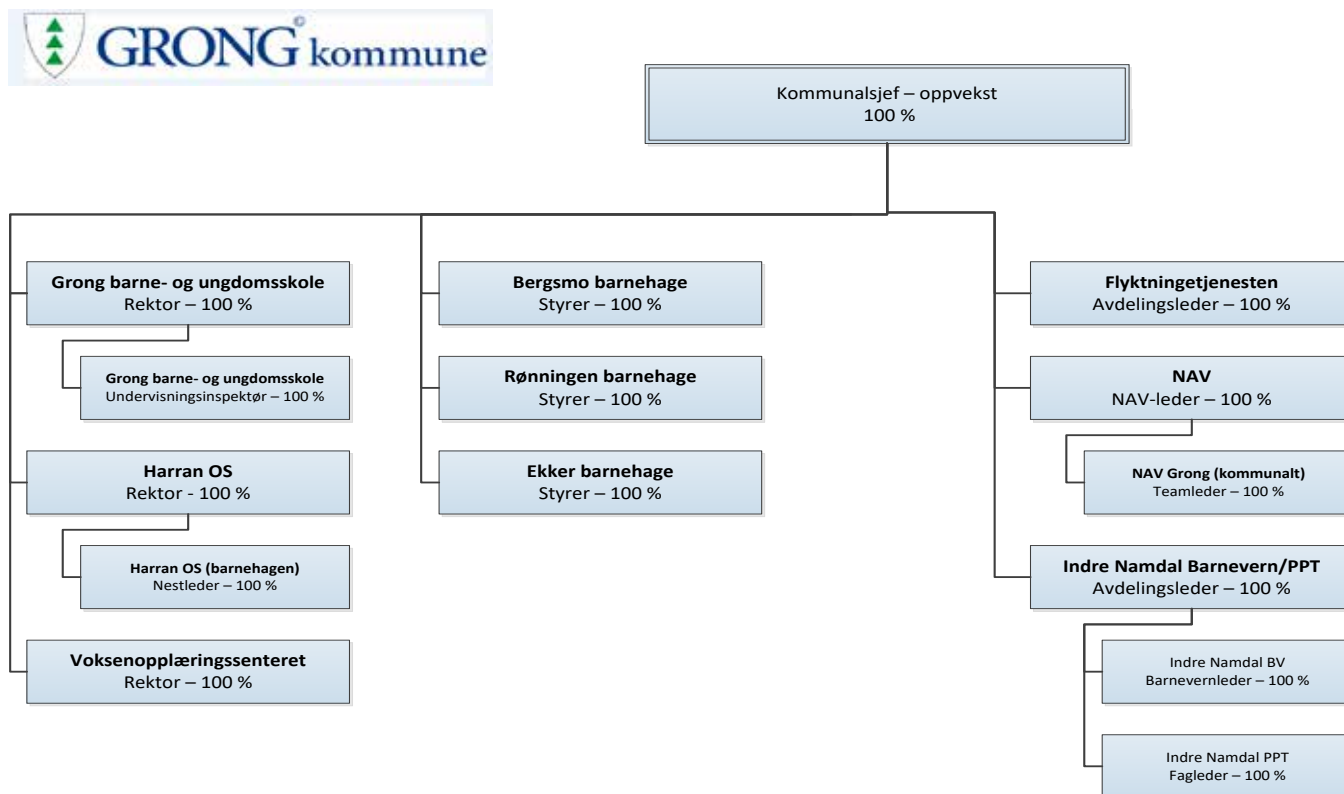 GRONG© kommune
Kommunalsjef – oppvekst
100 %
Grong barne- og ungdomsskole
Rektor – 100 %
Grong barne- og ungdomsskole
Undervisningsinspektør – 100 %
Harran OS
Rektor - 100 %
Harran OS (barnehagen)
Nestleder – 100 %
Voksenopplæringssenteret
Rektor – 100 %
Bergsmo barnehage
Styrer – 100 %
Rønningen barnehage
Styrer – 100 %
Ekker barnehage
Styrer – 100 %
Flyktningetjenesten
Avdelingsleder – 100 %
NAV
NAV-leder – 100 %
NAV Grong (kommunalt)
Teamleder – 100 %
Indre Namdal Barnevern/PPT
Avdelingsleder – 100 %
Indre Namdal BV
Barnevernleder – 100 %
Indre Namdal PPT
Fagleder – 100 %